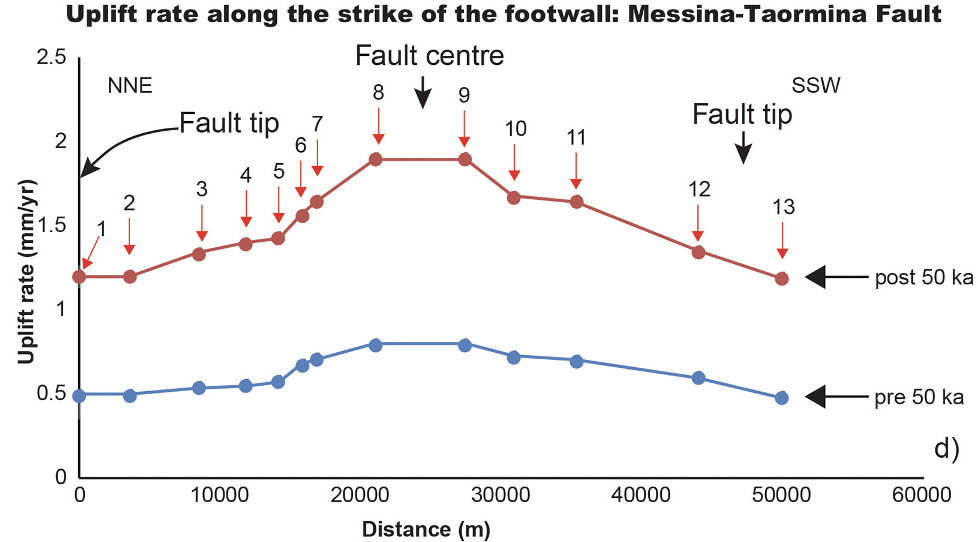 Uplift rate along the strike of the footwall: Messina-Taormina Fault
2.5
Fault centre
NNE
SSW
8
9
Fault tip
Fault tip
7
2
10
11
6
5
4
3
12
2
13
1.5
1
post 50 ka
1
Uplift rate (mm/yr)
0.5
pre 50 ka
d)
0
0
10000
20000
30000
40000
50000
60000
Distance (m)